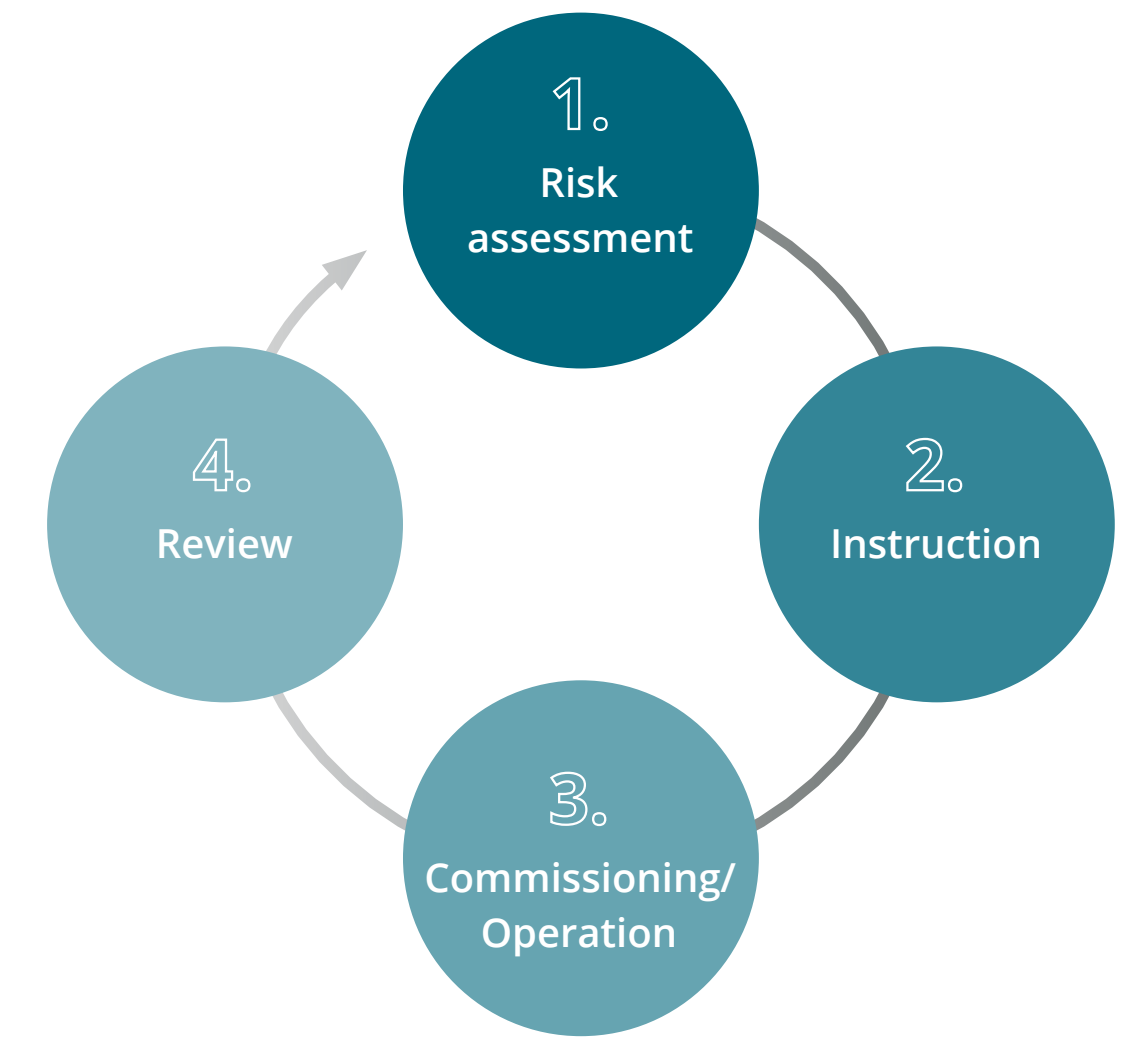 1.
Risk
assessment
2.
Instruction
3.
Commissioning/
Operation
4.
Review